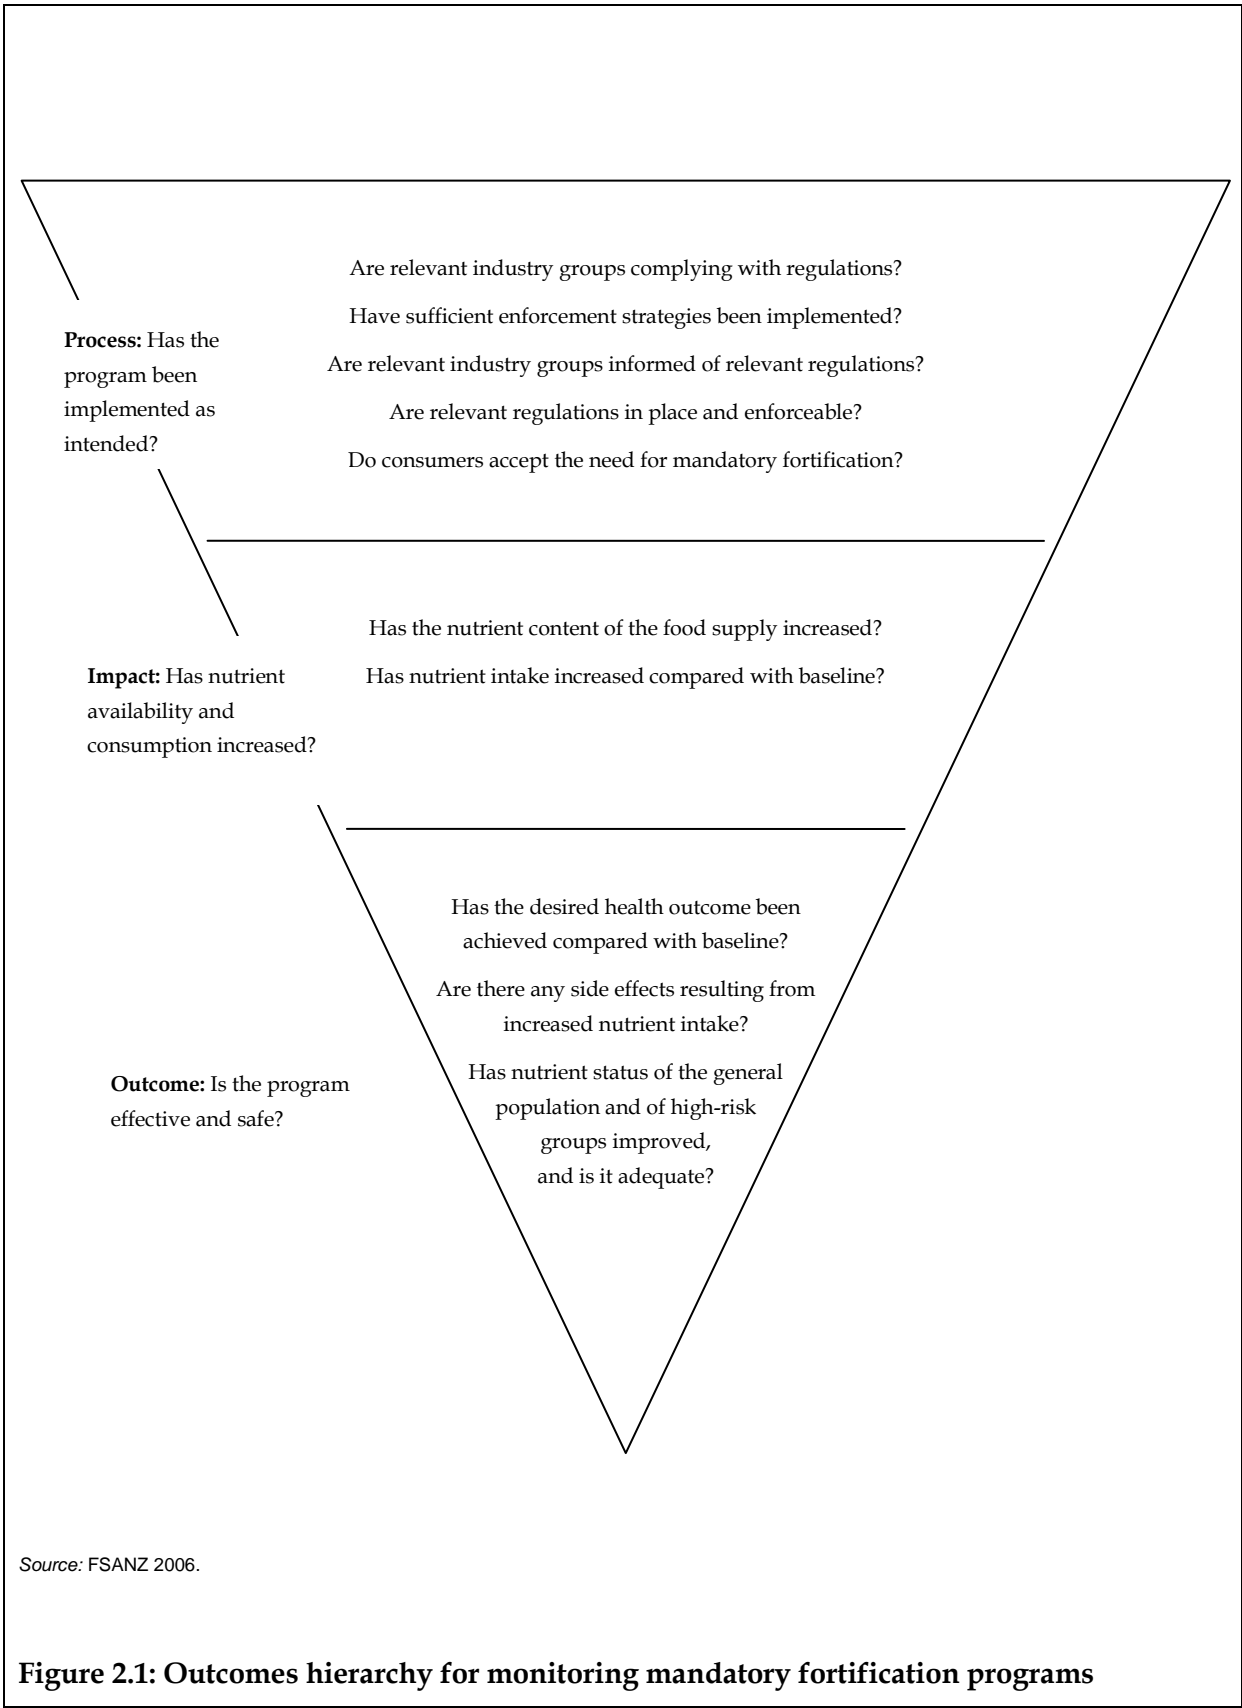 Are relevant industry groups complying with regulations?
Have sufficient enforcement strategies been implemented?
Are relevant industry groups informed of relevant regulations?
Are relevant regulations in place and enforceable?
Do consumers accept the need for mandatory fortification?
Process: Has the
program been
implemented as
intended?
Has the nutrient content of the food supply increased?
Has nutrient intake increased compared with baseline?
Impact: Has nutrient
availability and
consumption increased?
Has the desired health outcome been
achieved compared with baseline?
Are there any side effects resulting from
increased nutrient intake?
Has nutrient status of the general
population and of high-risk
groups improved,
and is it adequate?
Outcome: Is the program
effective and safe?
Source: FSANZ 2006.
Figure 2.1: Outcomes hierarchy for monitoring mandatory fortification programs